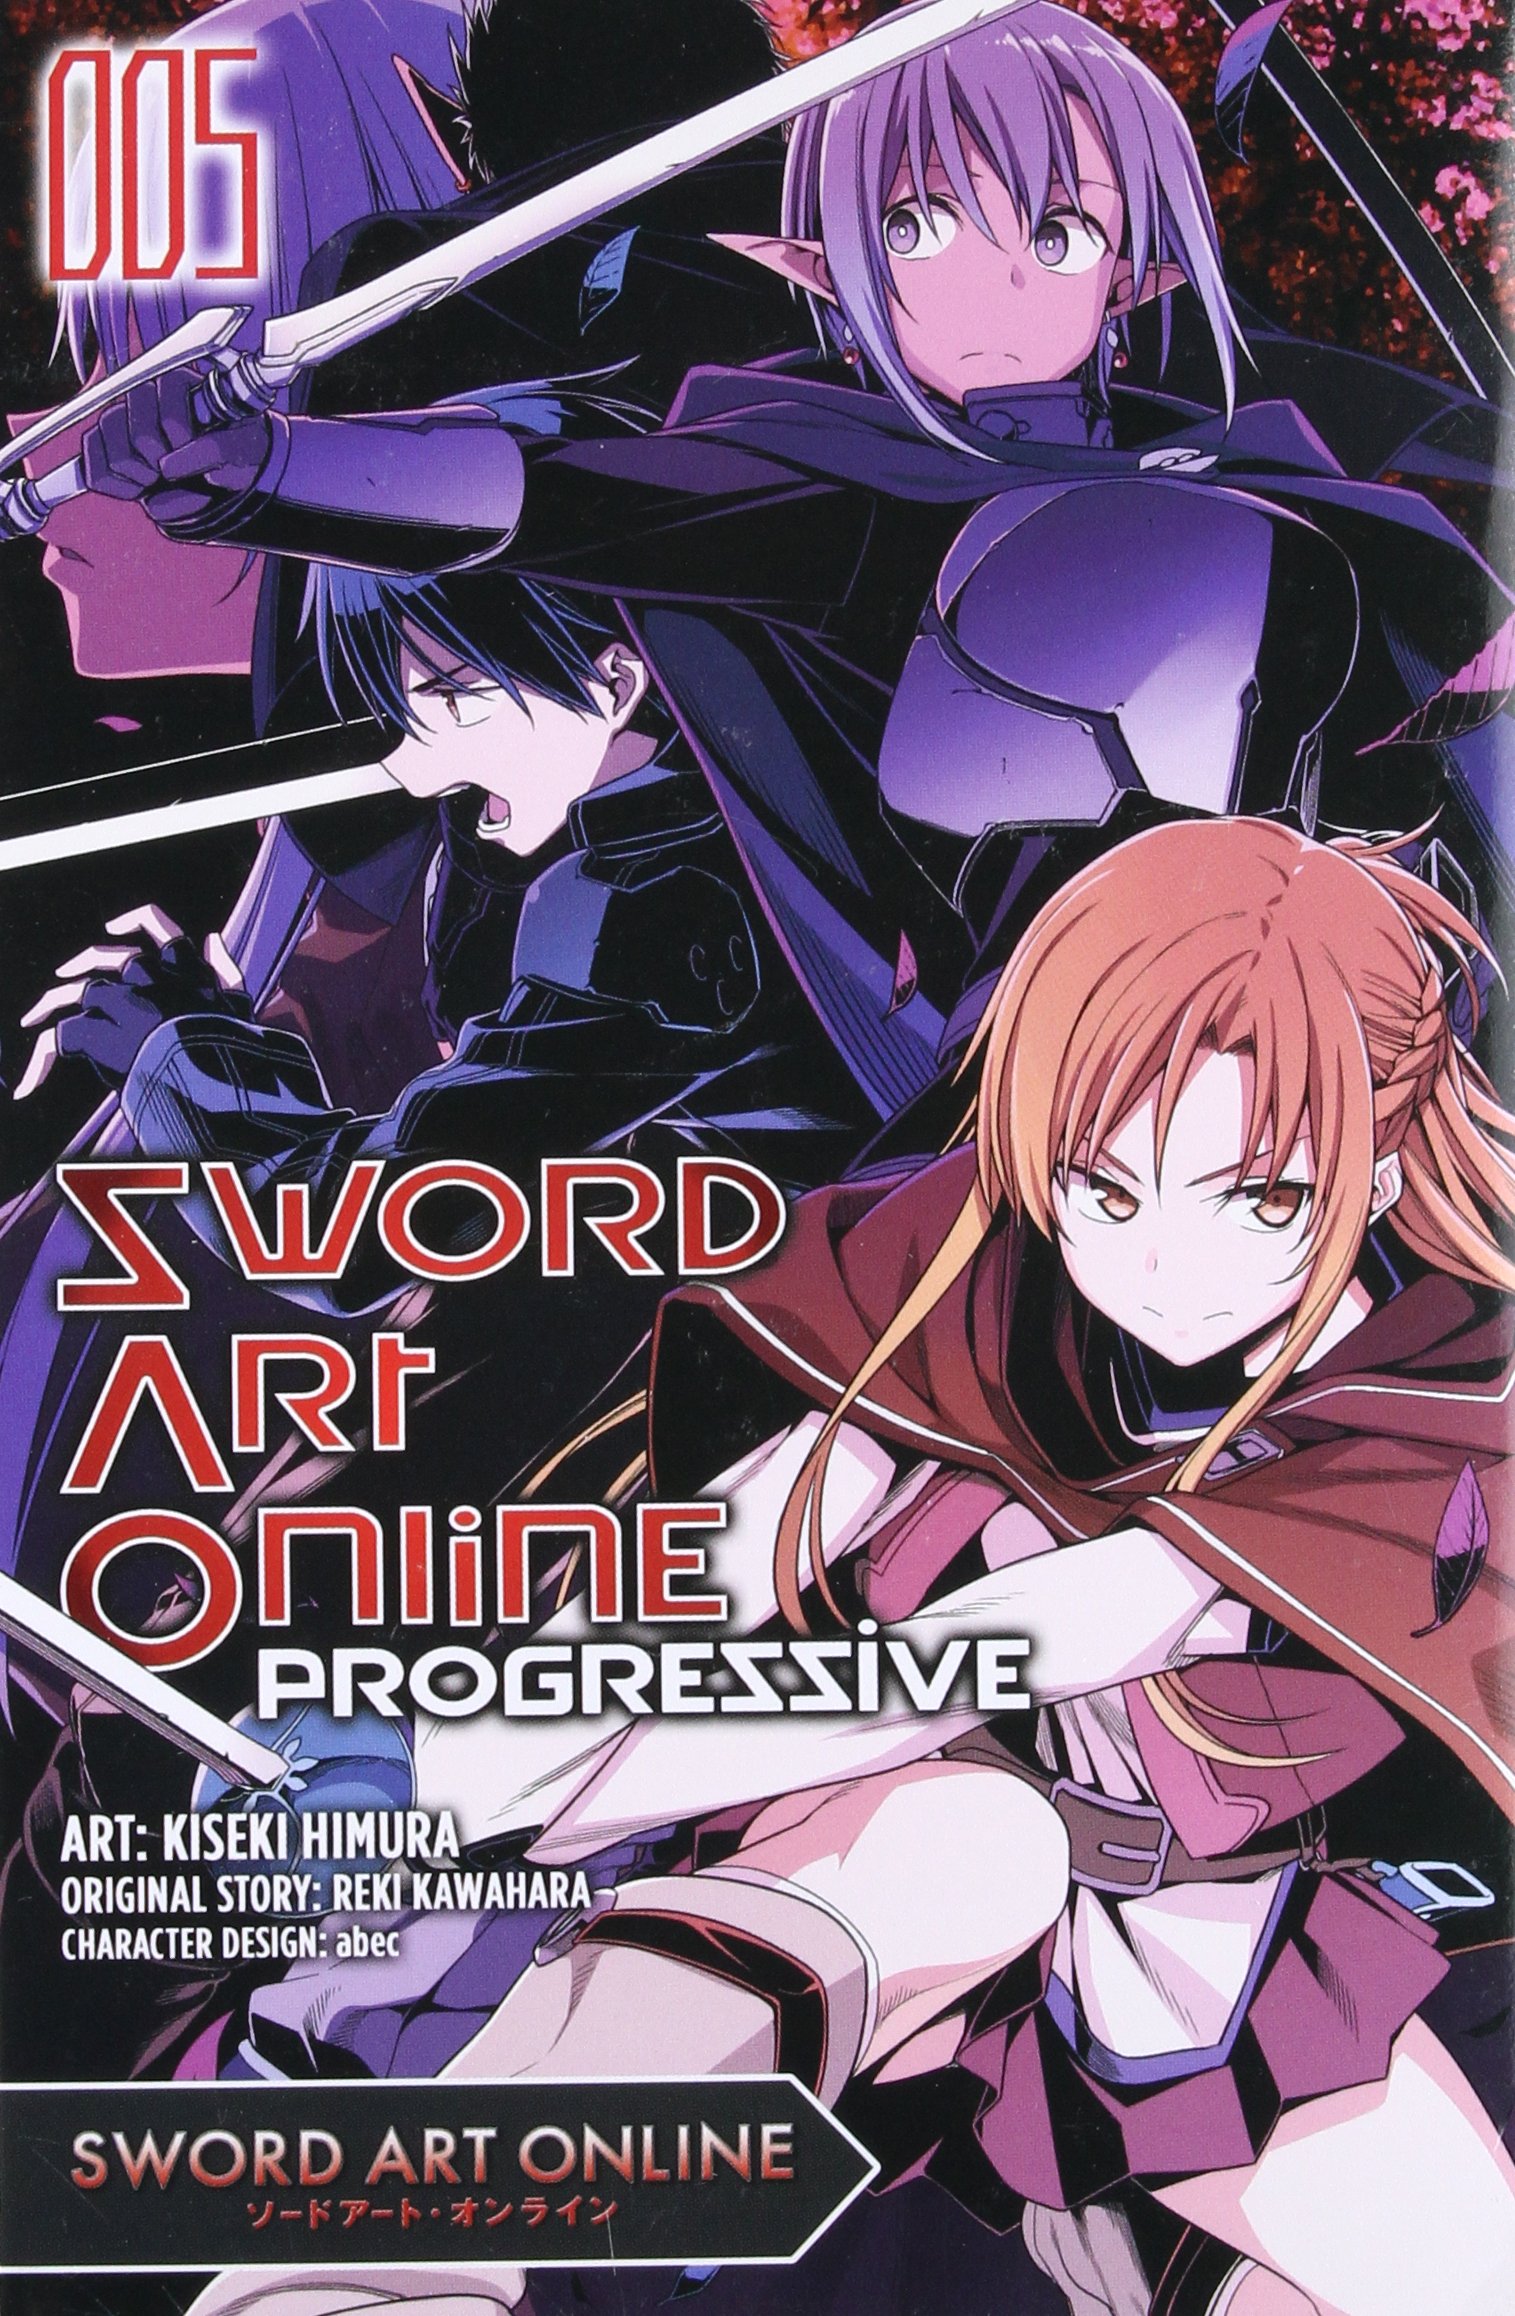 005
SWORD
ART
ONLINE
PROGRESSIVE
ART: KISEKI HIMURA
ORIGINAL STORY: REKI KAWAHARA
CHARACTER DESIGN: abec
SWORD ART ONLINE
ソードアート・オンライン